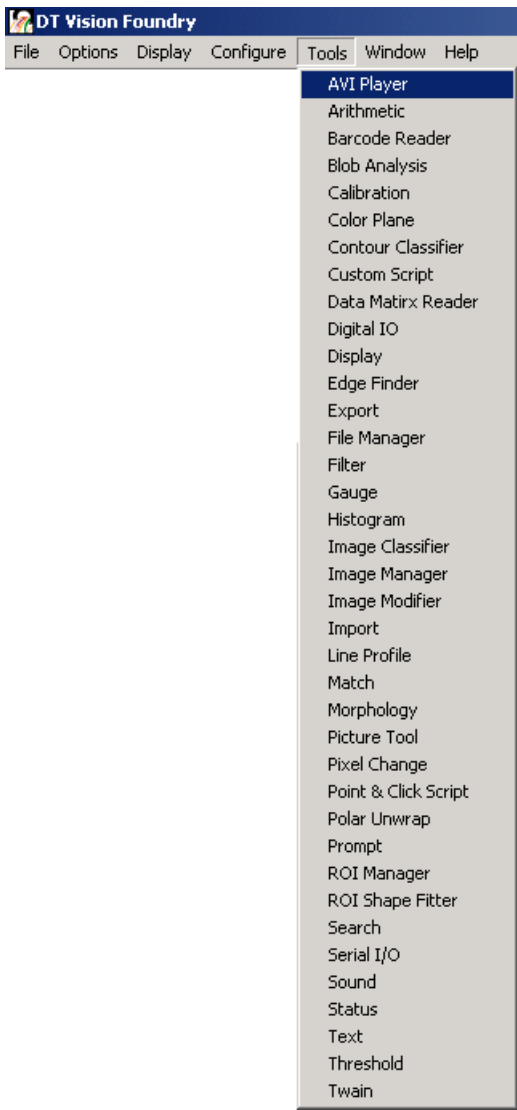 DT Vision Foundry
File Options Display Configure Tools Window Help
AVI Player
Arithmetic
Barcode Reader
Blob Analysis
Calibration
Color Plane
Contour Classifier
Custom Script
Data Matirx Reader
Digital IO
Display
Edge Finder
Export
File Manager
Filter
Gauge
Histogram
Image Classifier
Image Manager
Image Modifier
Import
Line Profile
Match
Morphology
Picture Tool
Pixel Change
Point & Click Script
Polar Unwrap
Prompt
ROI Manager
ROI Shape Fitter
Search
Serial I/O
Sound
Status
Text
Threshold
Twain